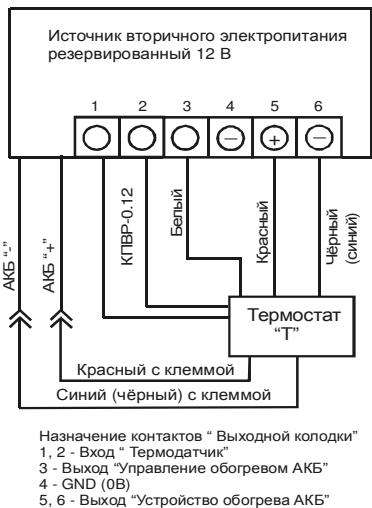 Источник вторичного электропитания
резервированный 12 В
1 2 3 4 5 6
– + –
АКБ "-"
АКБ "+"
КПВР-0.12
Белый
Красный
Чёрный
(синий)
Термостат
"Т"
Красный с клеммой
Синий (чёрный) с клеммой
Назначение контактов " Выходной колодки"
1, 2 - Вход " Термодатчик"
3 - Выход "Управление обогревом АКБ"
4 - GND (0В)
5, 6 - Выход "Устройство обогрева АКБ"